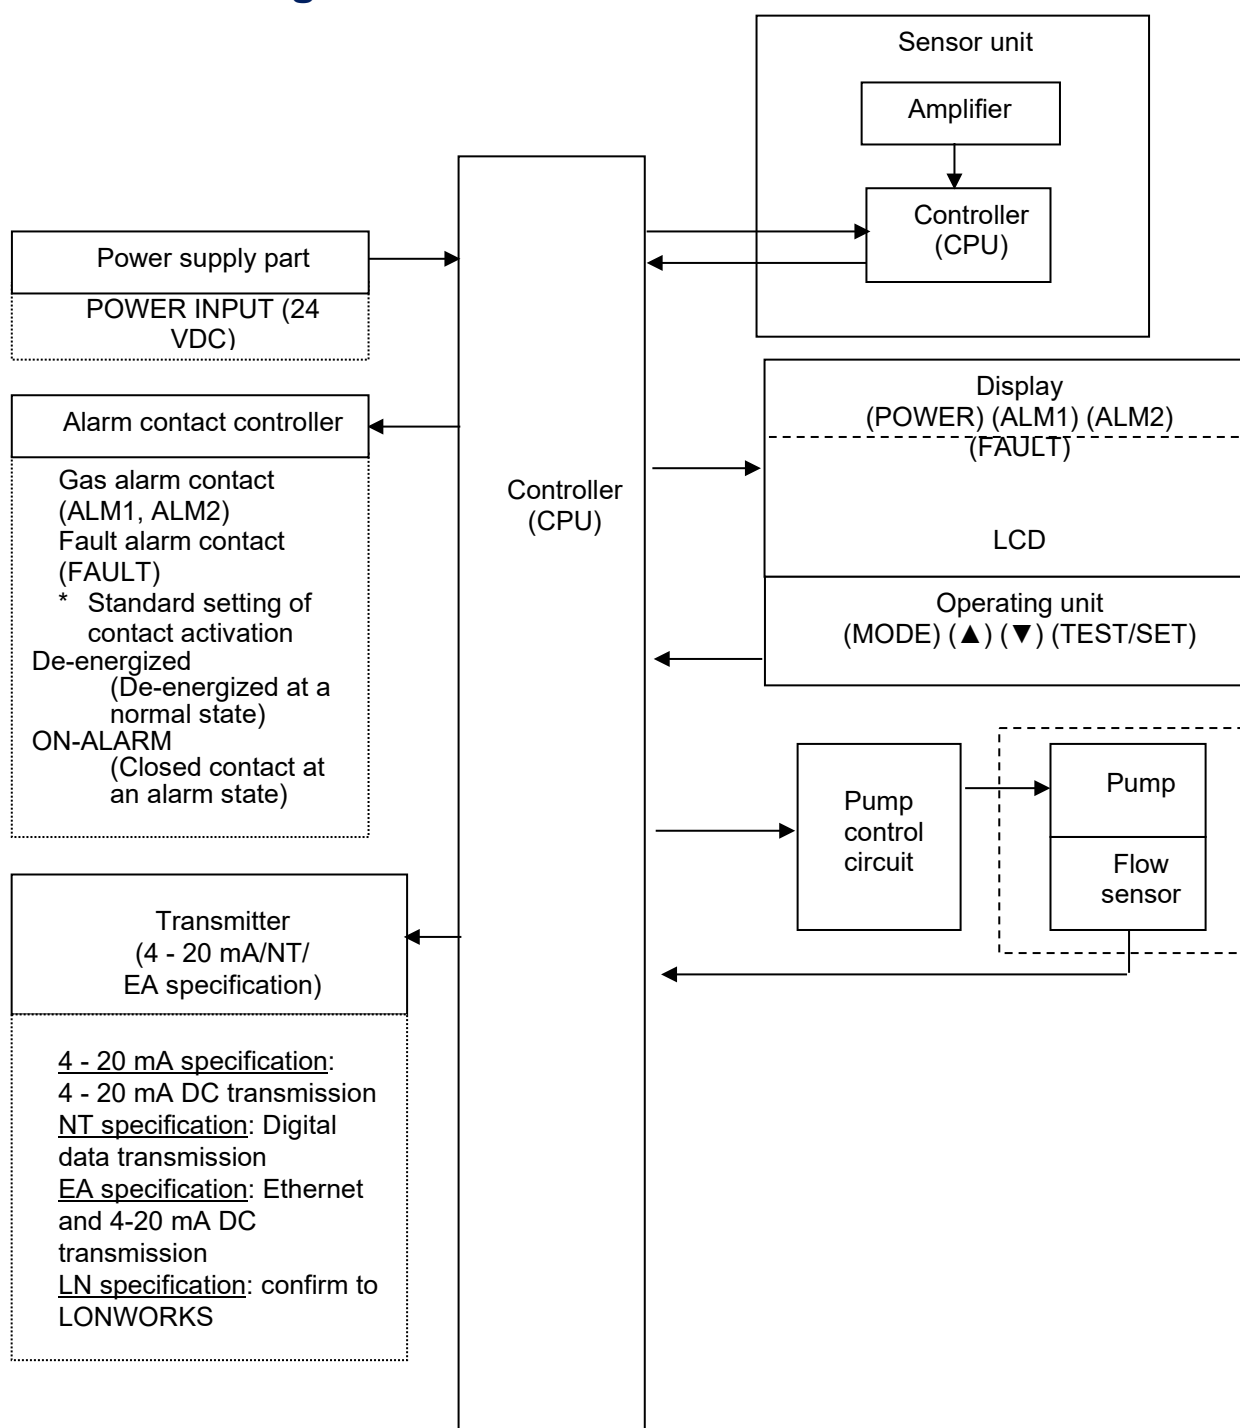 Sensor unit
Amplifier
Controller
(CPU)
Power supply part
POWER INPUT (24
VDC)
Alarm contact controller
Gas alarm contact
(ALM1, ALM2)
Fault alarm contact
(FAULT)
* Standard setting of
contact activation
De-energized
(De-energized at a
normal state)
ON-ALARM
(Closed contact at
an alarm state)
Transmitter
(4 - 20 mA/NT/
EA specification)
4 - 20 mA specification:
4 - 20 mA DC transmission
NT specification: Digital
data transmission
EA specification: Ethernet
and 4-20 mA DC
transmission
LN specification: confirm to
LONWORKS
Controller
(CPU)
Display
(POWER) (ALM1) (ALM2)
(FAULT)
LCD
Operating unit
(MODE) (▲) (▼) (TEST/SET)
Pump
control
circuit
Pump
Flow
sensor